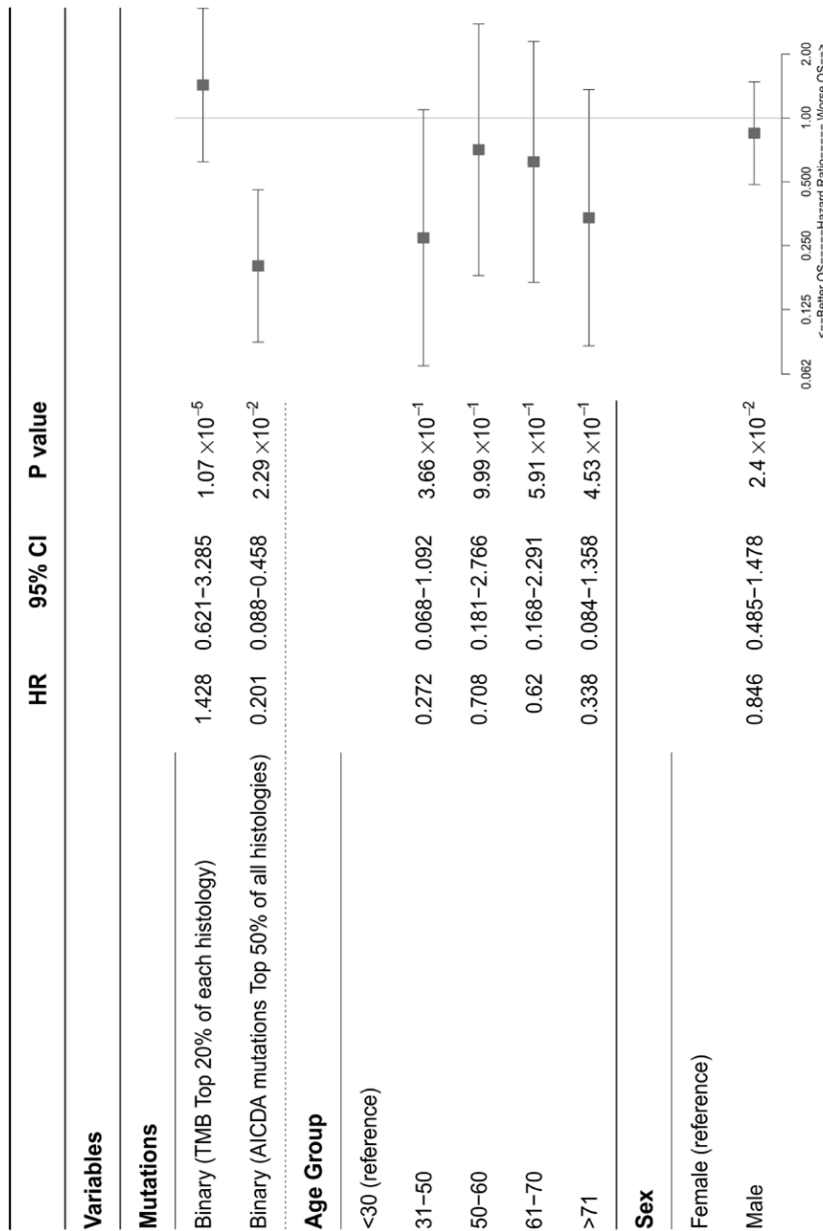 HR 95% CI P value
Variables
Mutations
Binary (TMB Top 20% of each histology) 1.428 0.621−3.285 1.07 ×10⁻⁵
Binary (AICDA mutations Top 50% of all histologies) 0.201 0.088−0.458 2.29 ×10⁻²
Age Group
<30 (reference)
31−50 0.272 0.068−1.092 3.66 ×10⁻¹
50−60 0.708 0.181−2.766 9.99 ×10⁻¹
61−70 0.62 0.168−2.291 5.91 ×10⁻¹
>71 0.338 0.084−1.358 4.53 ×10⁻¹
Sex
Female (reference)
Male 0.846 0.485−1.478 2.4 ×10⁻²
0.062 0.125 0.250 0.500 1.00 2.00
<==Better OS=====Hazard Ratio===== Worse OS==>